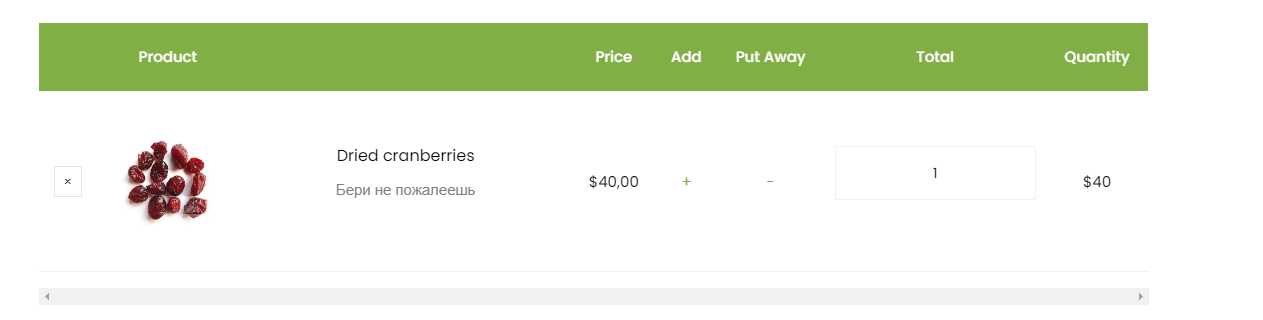 Product Price Add Put Away Total Quantity
Dried cranberries
Бери не пожалеешь
× $40,00 + - 1 $40